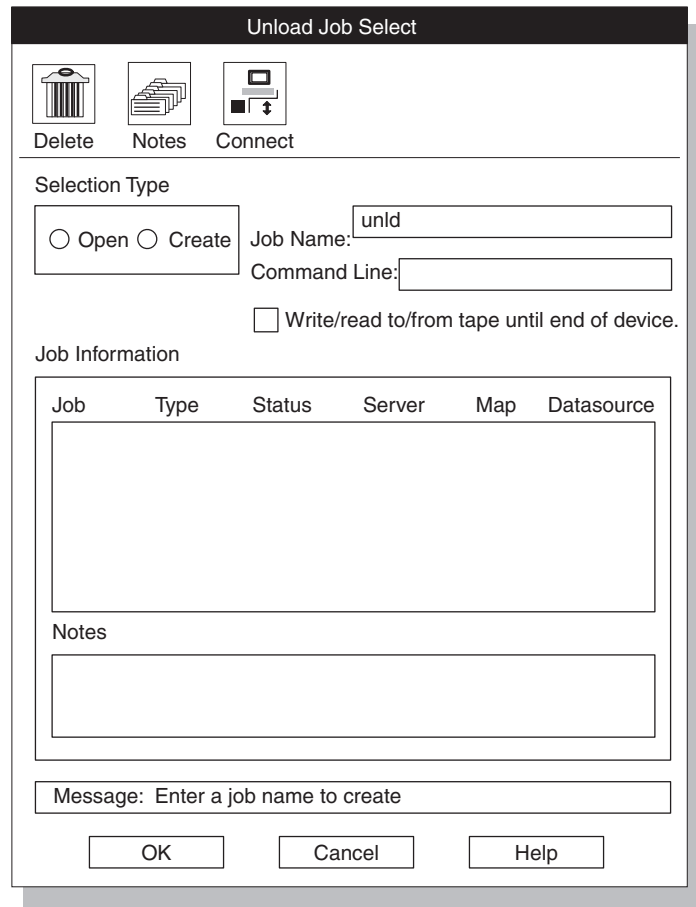 Unload Job Select
Delete Notes Connect
Selection Type
Open Create
Job Name: unld
Command Line:
Write/read to/from tape until end of device.
Job Information
Job Type Status Server Map Datasource
Notes
Message: Enter a job name to create
OK Cancel Help